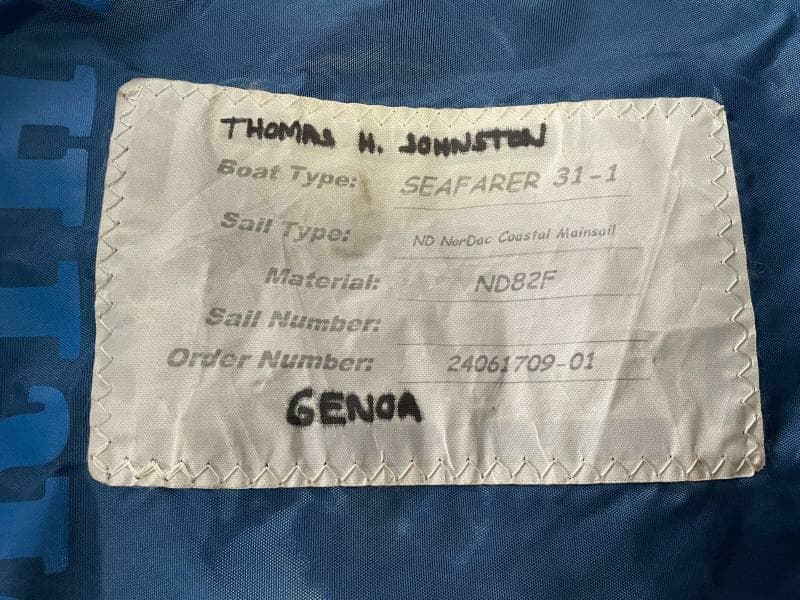 THOMAS H. JOHNSTON
Boat Type: SEAFARER 31-1
Sail Type: ND NorDac Coastal Mainsail
Material: ND82F
Sail Number:
Order Number: 24061709-01
GENOA